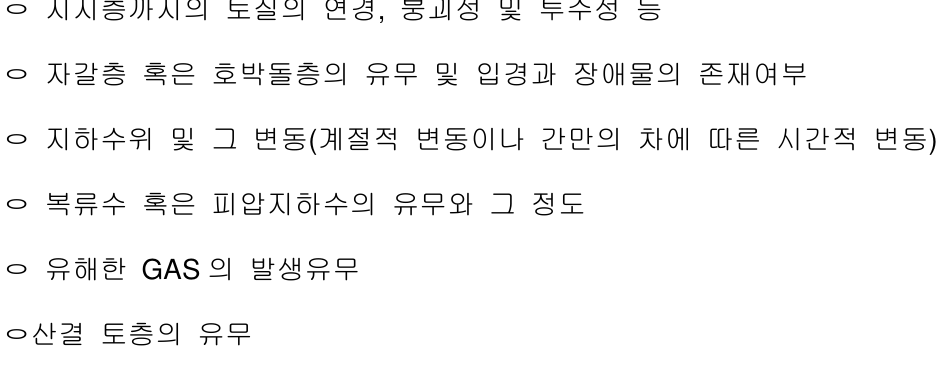 ㅇ 지지층까지의 토질의 연경, 붕괴성 및 투수성 등
ㅇ 자갈층 혹은 호박돌층의 유무 및 입경과 장애물의 존재여부
ㅇ 지하수위 및 그 변동(계절적 변동이나 간만의 차에 따른 시간적 변동)
ㅇ 복류수 혹은 피압지하수의 유무와 그 정도
ㅇ 유해한 GAS의 발생유무
ㅇ산결 토층의 유무